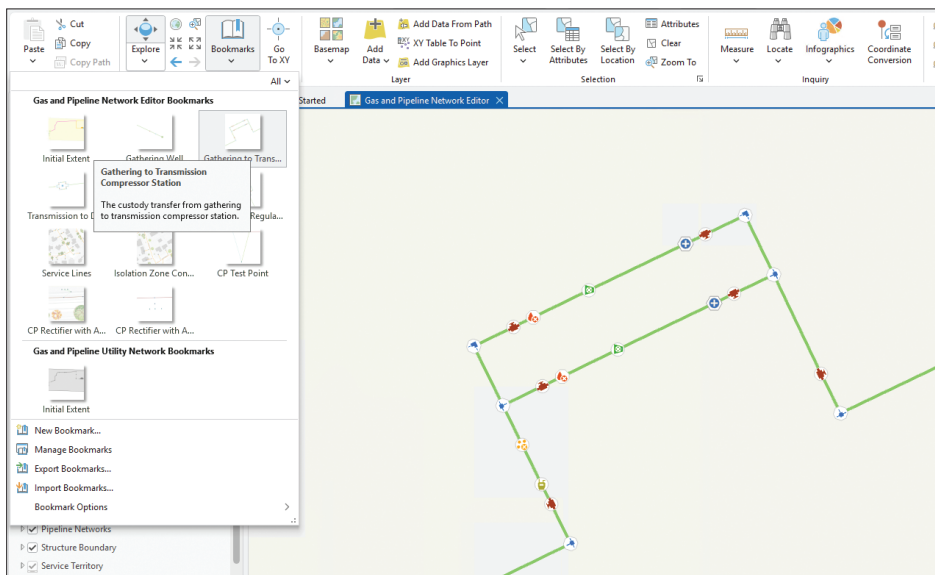 Cut
Copy
Copy Path
Paste
Explore
Bookmarks
Go
To XY
Basemap
Add
Data
Add Data From Path
XY Table To Point
Add Graphics Layer
Layer
Select
Select By
Attributes
Select By
Location
Attributes
Clear
Zoom To
Selection
Measure
Locate
Infographics
Coordinate
Conversion
Inquiry
All
Started
Gas and Pipeline Network Editor
Gas and Pipeline Network Editor Bookmarks
Initial Extent
Gathering Well
Gathering to Trans...
Gathering to Transmission
Compressor Station
The custody transfer from gathering
to transmission compressor station.
Transmission to D
Regula...
Service Lines
Isolation Zone Con...
CP Test Point
CP Rectifier with A...
CP Rectifier with A...
Gas and Pipeline Utility Network Bookmarks
Initial Extent
New Bookmark...
Manage Bookmarks
Export Bookmarks...
Import Bookmarks...
Bookmark Options
Pipeline Networks
Structure Boundary
Service Territory